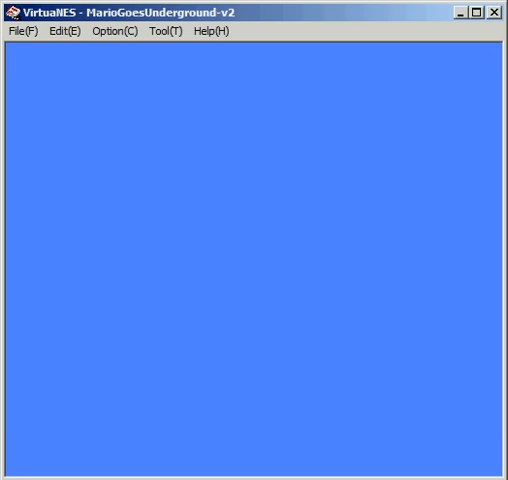 VirtuaNES - MarioGoesUnderground-v2
File(F) Edit(E) Option(C) Tool(T) Help(H)